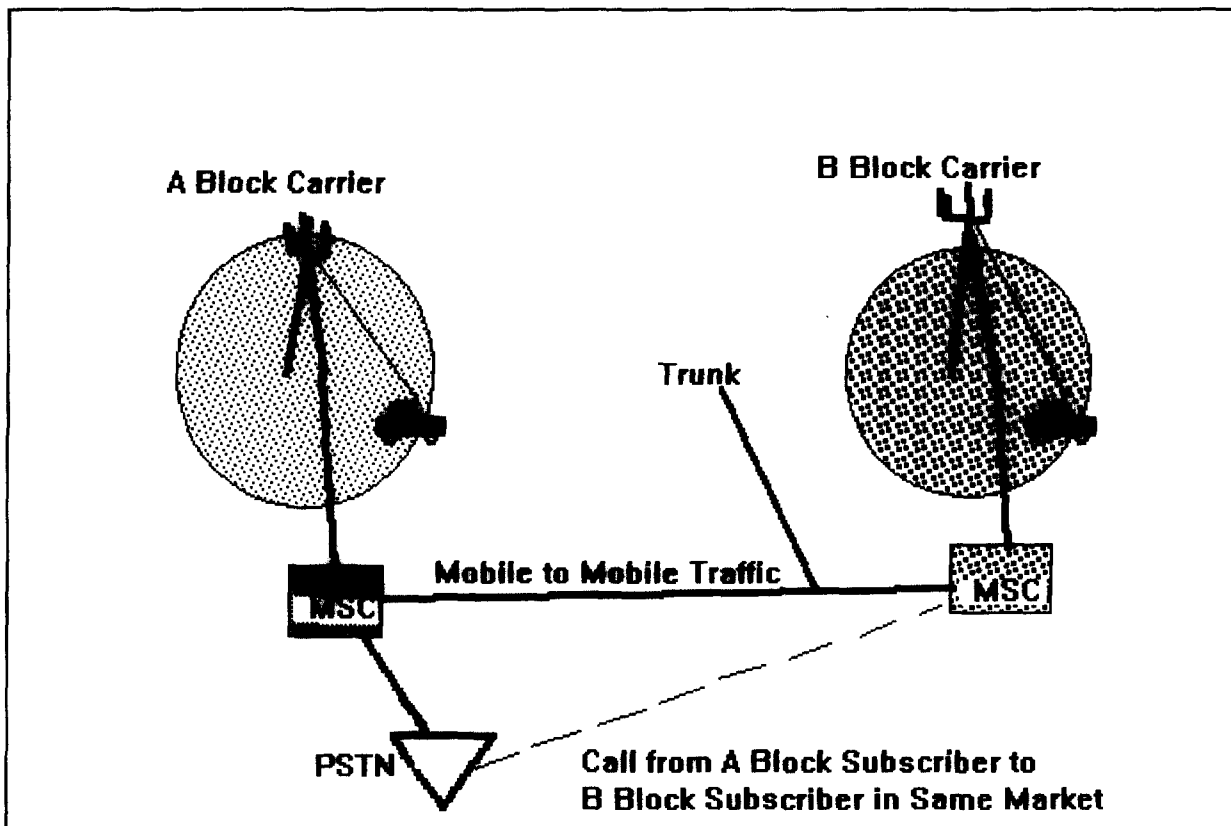 A Block Carrier
B Block Carrier
Trunk
Mobile to Mobile Traffic
MSC
MSC
PSTN
Call from A Block Subscriber to
B Block Subscriber in Same Market